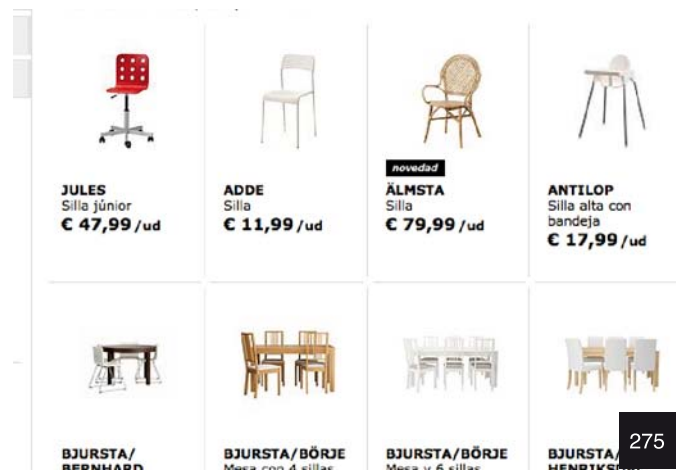 JULES
Silla júnior
€ 47,99 /ud
ADDE
Silla
€ 11,99 /ud
novedad
ÄLMSTA
Silla
€ 79,99 /ud
ANTILOP
Silla alta con
bandeja
€ 17,99 /ud
BJURSTA/
BERNHARD
BJURSTA/BÖRJE
Mesa con 4 sillas
BJURSTA/BÖRJE
Mesa y 6 sillas
BJURSTA/
275